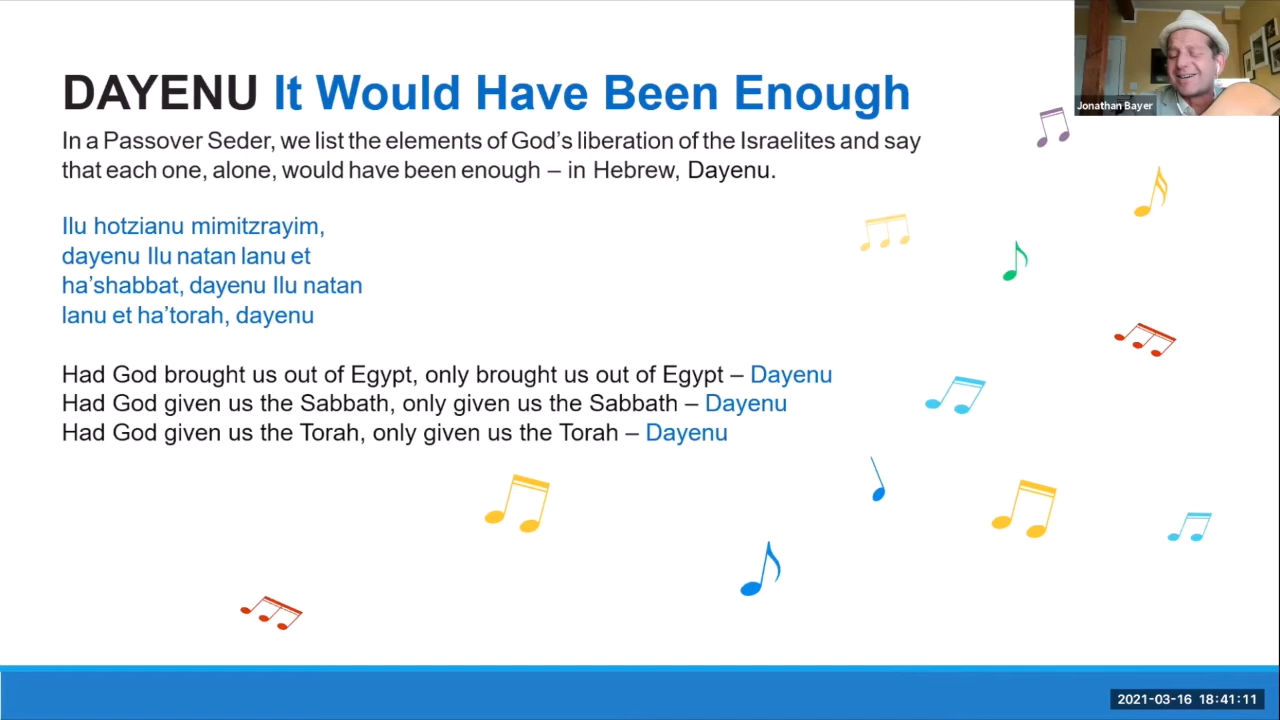 DAYENU It Would Have Been Enough
In a Passover Seder, we list the elements of God’s liberation of the Israelites and say
that each one, alone, would have been enough – in Hebrew, Dayenu.
Ilu hotzianu mimitzrayim,
dayenu Ilu natan lanu et
ha’shabbat, dayenu Ilu natan
lanu et ha’torah, dayenu
Had God brought us out of Egypt, only brought us out of Egypt – Dayenu
Had God given us the Sabbath, only given us the Sabbath – Dayenu
Had God given us the Torah, only given us the Torah – Dayenu
Jonathan Bayer
2021-03-16 18:41:11